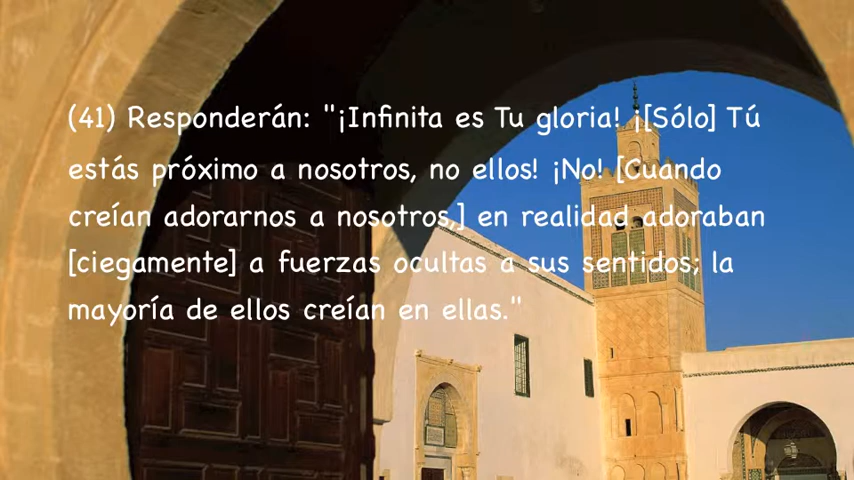 (41) Responderán: "¡Infinita es Tu gloria! ¡[Sólo] Tú
estás próximo a nosotros, no ellos! ¡No! [Cuando
creían adorarnos a nosotros,] en realidad adoraban
[ciegamente] a fuerzas ocultas a sus sentidos; la
mayoría de ellos creían en ellas."